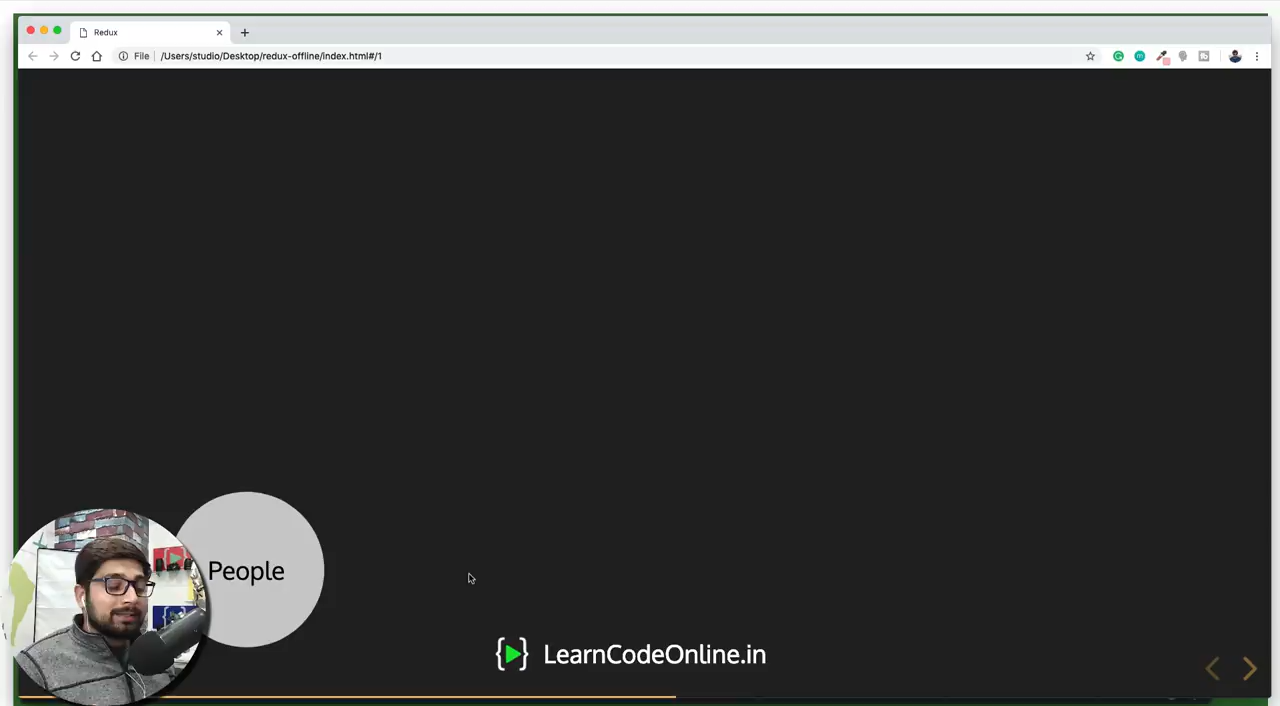 Redux
File
/Users/studio/Desktop/redux-offline/index.html#/1
People
LearnCodeOnline.in